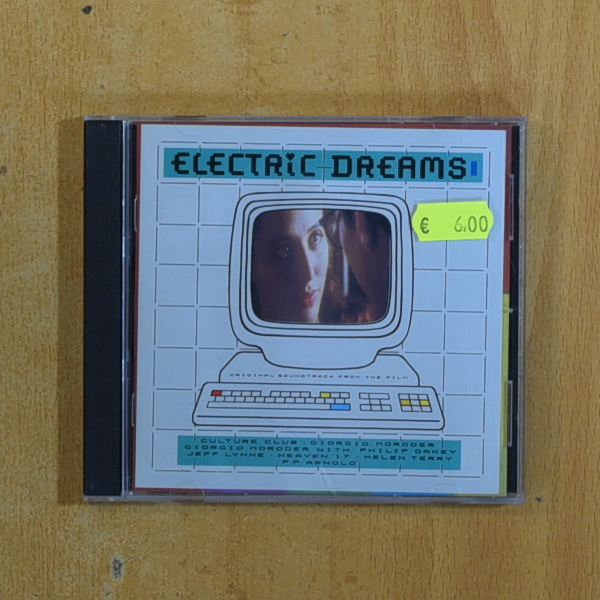 ELECTRIC DREAMS
€ 6.00
ORIGINAL SOUNDTRACK FROM THE FILM
CULTURE CLUB · GIORGIO MORODER
GIORGIO MORODER WITH PHILIP OAKEY
JEFF LYNNE · HEAVEN 17 · HELEN TERRY
P.P. ARNOLD